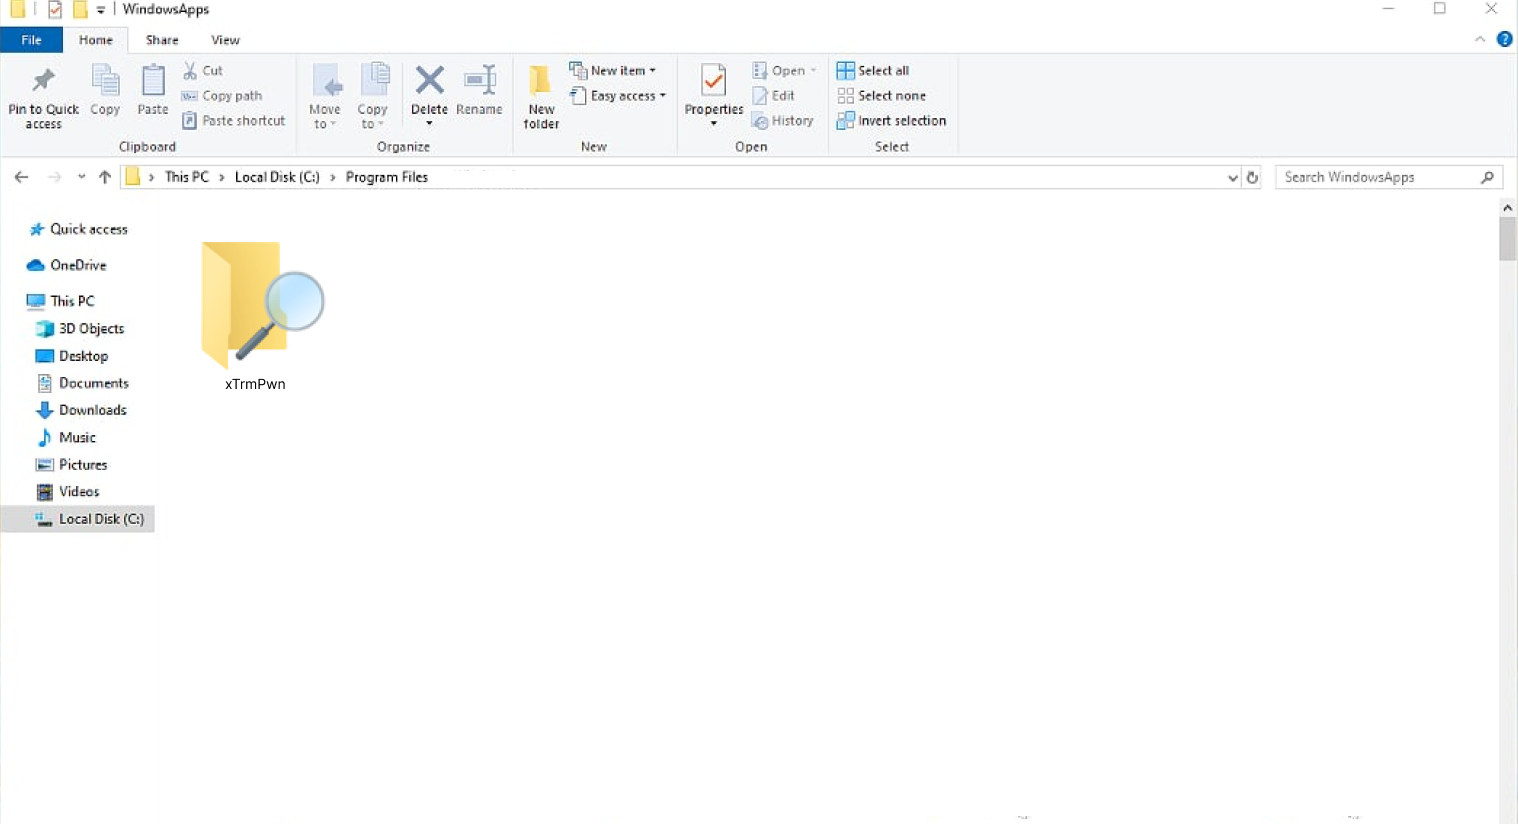 WindowsApps
File Home Share View
Pin to Quick access
Copy
Paste
Cut
Copy path
Paste shortcut
Clipboard
Move to
Copy to
Delete
Rename
Organize
New folder
New item
Easy access
New
Properties
Open
Edit
History
Open
Select all
Select none
Invert selection
Select
This PC > Local Disk (C:) > Program Files
Search WindowsApps
Quick access
OneDrive
This PC
3D Objects
Desktop
Documents
Downloads
Music
Pictures
Videos
Local Disk (C:)
xTrmPwn